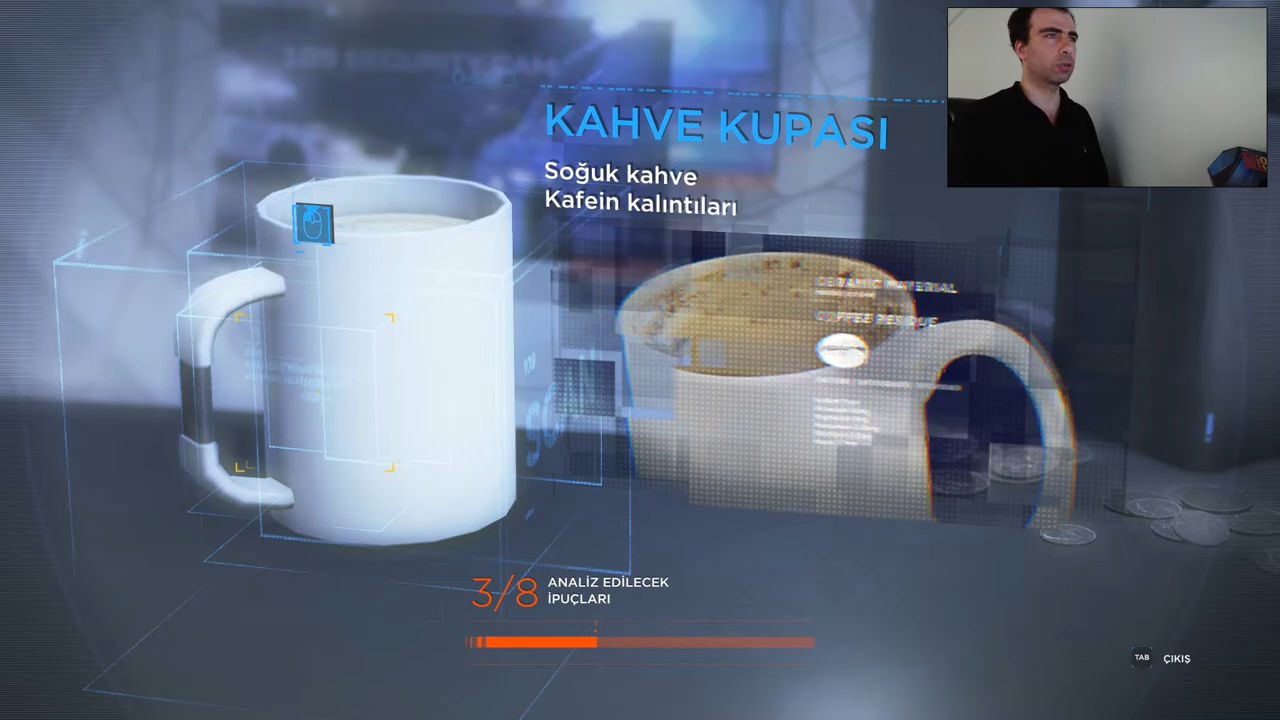 KAHVE KUPASI
Soğuk kahve
Kafein kalıntıları
CERAMIC MATERIAL
COFFEE RESIDUE
3/8 ANALİZ EDİLECEK
İPUÇLARI
TAB ÇIKIŞ